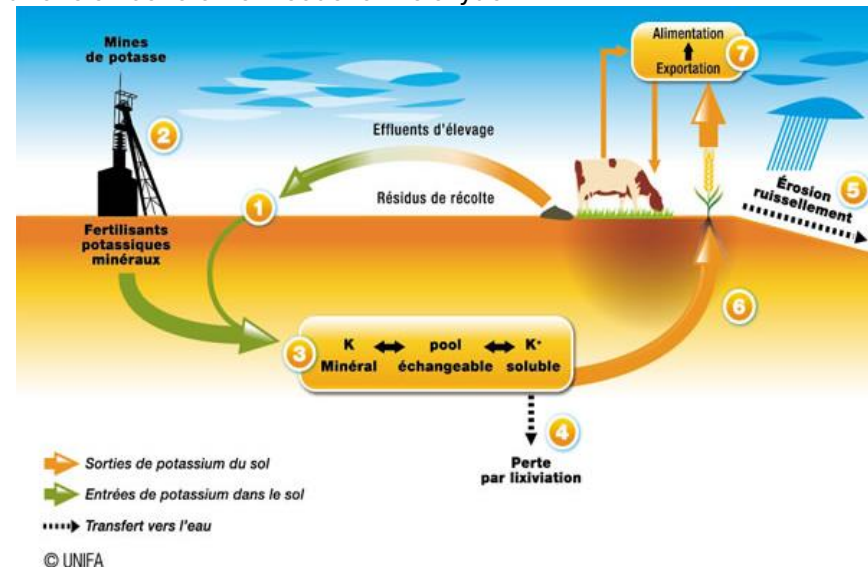 Mines
de potasse
2
Alimentation
Exportation
7
Effluents d'élevage
1
Résidus de récolte
Érosion
ruissellement
5
Fertilisants
potassiques
minéraux
6
3
K pool K+
Minéral échangeable soluble
4
Perte
par lixiviation
Sorties de potassium du sol
Entrées de potassium dans le sol
Transfert vers l'eau
© UNIFA